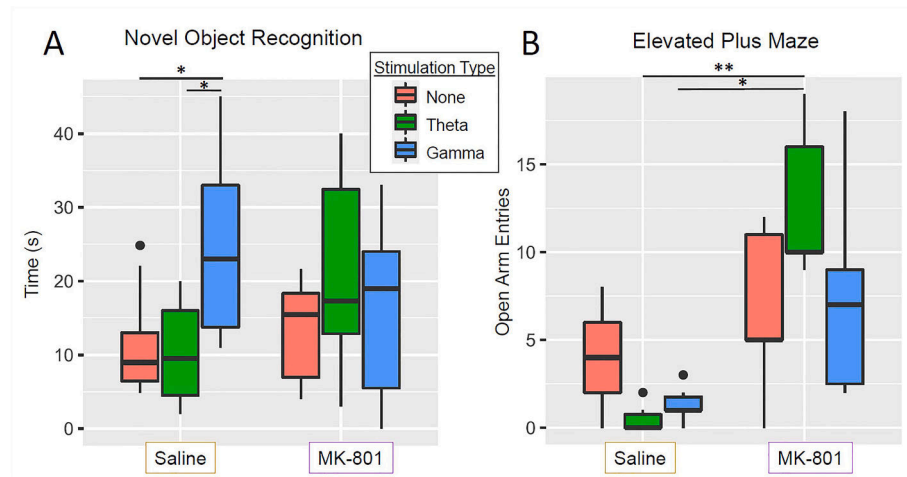 A
Novel Object Recognition
B
Elevated Plus Maze
Stimulation Type
None
Theta
Gamma
*
*
**
*
Time (s)
40
30
20
10
0
Saline
MK-801
Open Arm Entries
15
10
5
0
Saline
MK-801